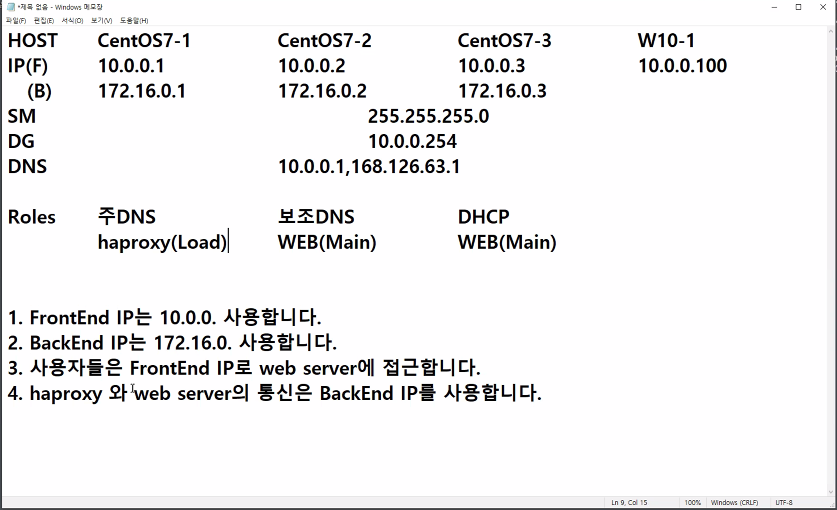 *제목 없음 - Windows 메모장
파일(F) 편집(E) 서식(O) 보기(V) 도움말(H)
HOST CentOS7-1 CentOS7-2 CentOS7-3 W10-1
IP(F) 10.0.0.1 10.0.0.2 10.0.0.3 10.0.0.100
(B) 172.16.0.1 172.16.0.2 172.16.0.3
SM 255.255.255.0
DG 10.0.0.254
DNS 10.0.0.1,168.126.63.1
Roles 주DNS 보조DNS DHCP
haproxy(Load) WEB(Main) WEB(Main)
1. FrontEnd IP는 10.0.0. 사용합니다.
2. BackEnd IP는 172.16.0. 사용합니다.
3. 사용자들은 FrontEnd IP로 web server에 접근합니다.
4. haproxy 와 web server의 통신은 BackEnd IP를 사용합니다.
Ln 9, Col 15 100% Windows (CRLF) UTF-8